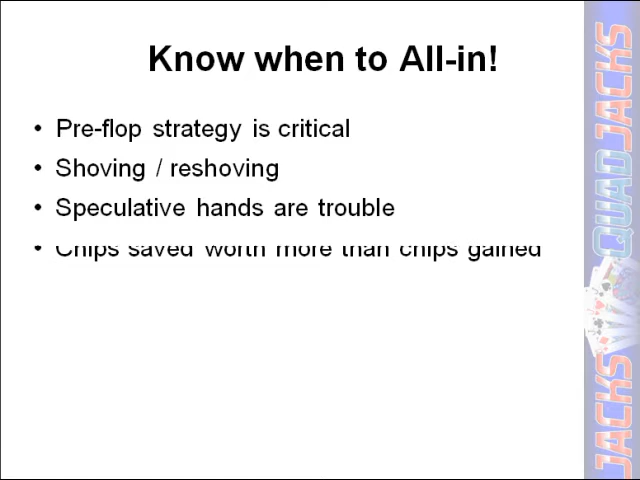 Know when to All-in!
• Pre-flop strategy is critical
• Shoving / reshoving
• Speculative hands are trouble
• Chips saved worth more than chips gained
JACKS QUADJACKS